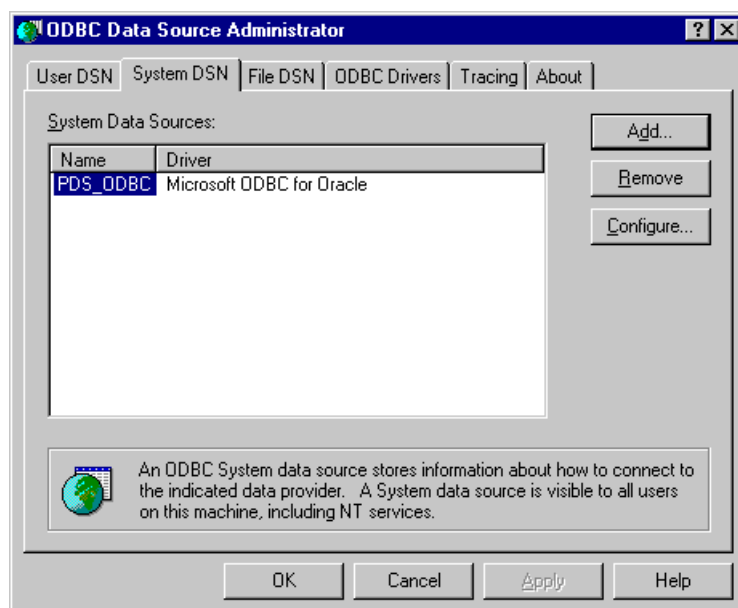 ODBC Data Source Administrator
User DSN System DSN File DSN ODBC Drivers Tracing About
System Data Sources:
Name Driver
PDS_ODBC Microsoft ODBC for Oracle
Add...
Remove
Configure...
An ODBC System data source stores information about how to connect to
the indicated data provider. A System data source is visible to all users
on this machine, including NT services.
OK Cancel Apply Help